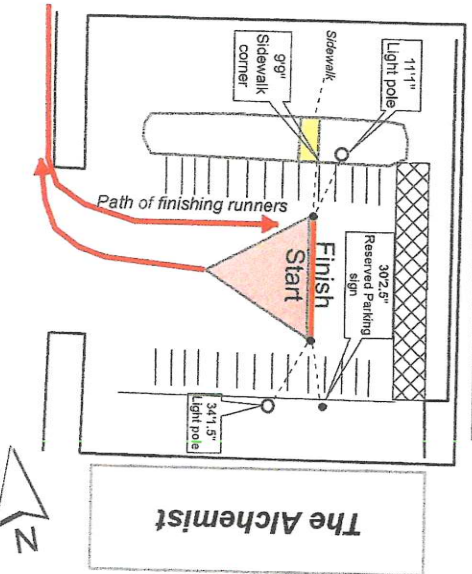 11'1"
Light pole
Sidewalk
9'9"
Sidewalk
corner
Path of finishing runners
Finish
Start
30'2.5"
Reserved Parking
sign
34'1.5"
Light pole
The Alchemist
N